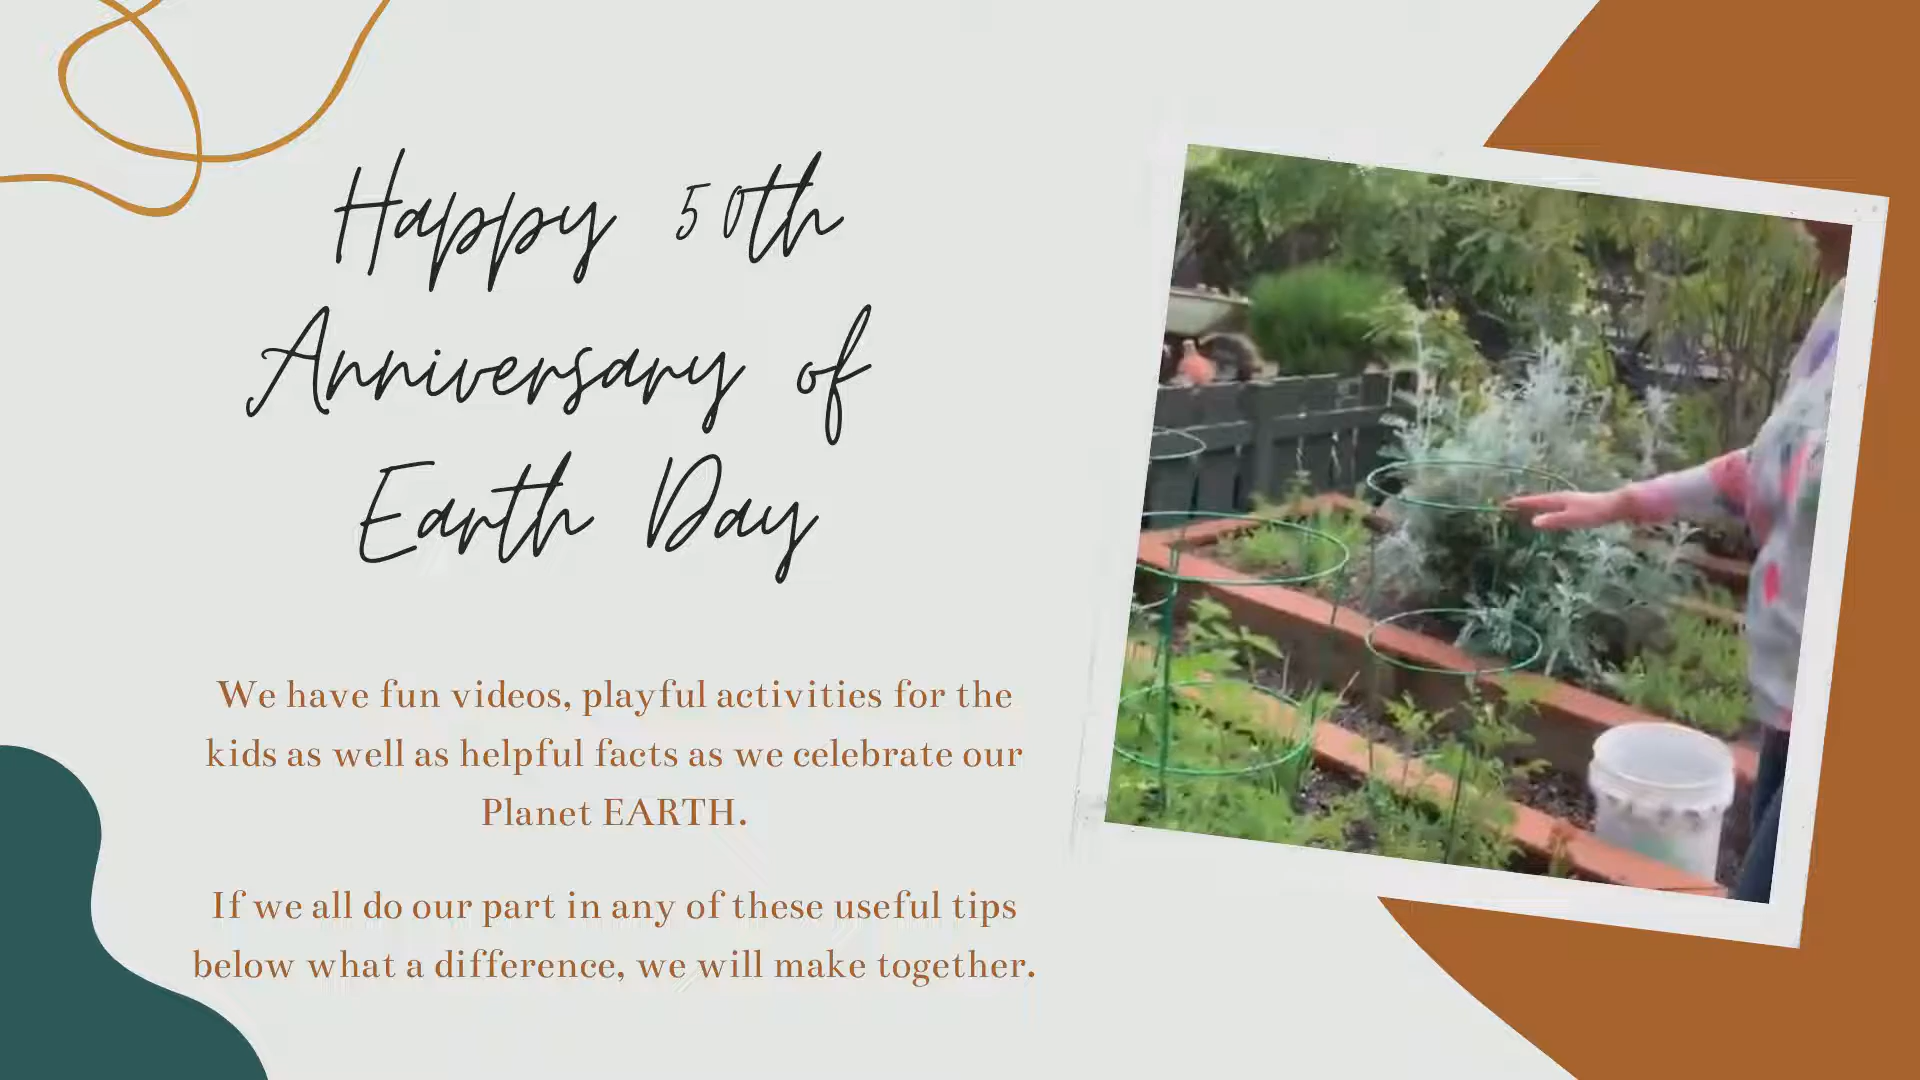 Happy 50th
Anniversary of
Earth Day
We have fun videos, playful activities for the
kids as well as helpful facts as we celebrate our
Planet EARTH.
If we all do our part in any of these useful tips
below what a difference, we will make together.